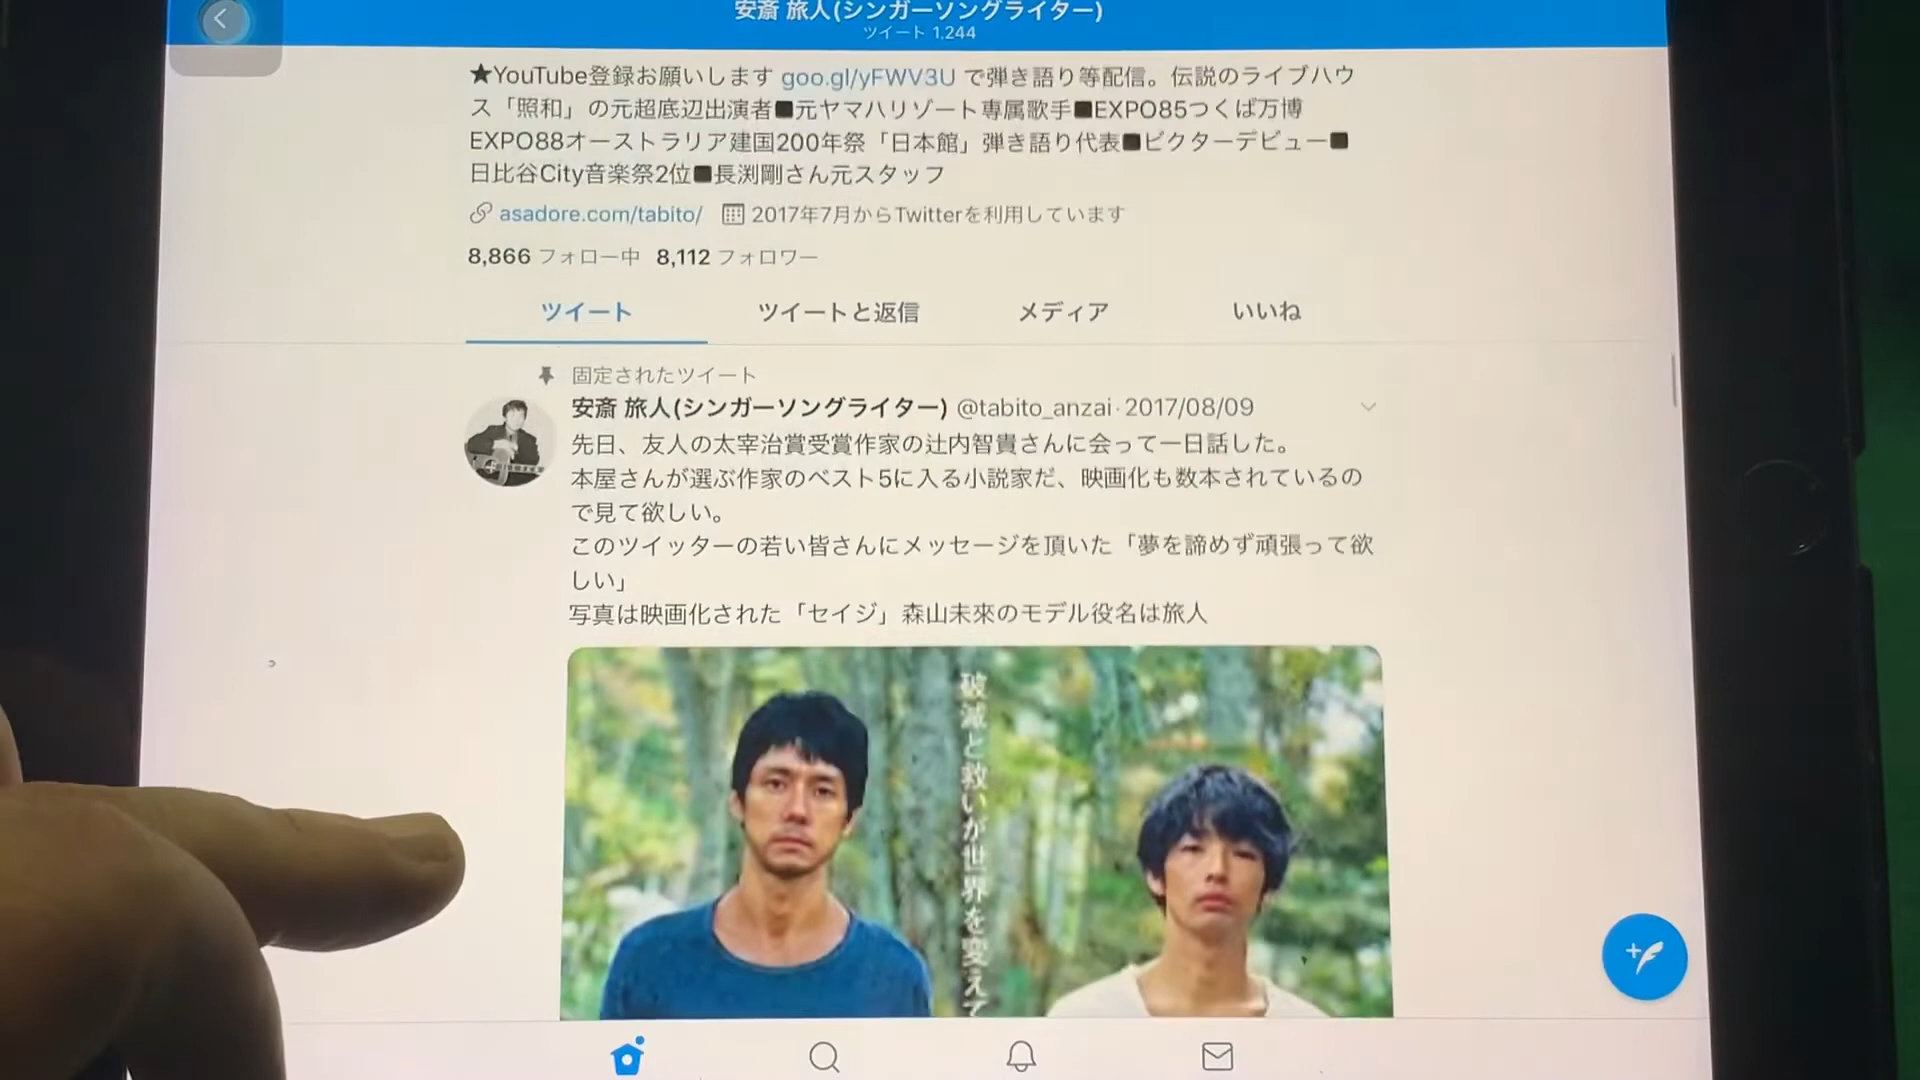 安斎 旅人(シンガーソングライター)
ツイート 1,244
★YouTube登録お願いします goo.gl/yFWV3U で弾き語り等配信。伝説のライブハウ
ス「照和」の元超底辺出演者■元ヤマハリゾート専属歌手■EXPO85つくば万博
EXPO88オーストラリア建国200年祭「日本館」弾き語り代表■ビクターデビュー■
日比谷City音楽祭2位■長渕剛さん元スタッフ
asadore.com/tabito/ 2017年7月からTwitterを利用しています
8,866 フォロー中 8,112 フォロワー
ツイート ツイートと返信 メディア いいね
固定されたツイート
安斎 旅人(シンガーソングライター) @tabito_anzai · 2017/08/09
先日、友人の太宰治賞受賞作家の辻内智貴さんに会って一日話した。
本屋さんが選ぶ作家のベスト5に入る小説家だ、映画化も数本されているの
で見て欲しい。
このツイッターの若い皆さんにメッセージを頂いた「夢を諦めず頑張って欲
しい」
写真は映画化された「セイジ」森山未來のモデル役名は旅人
破滅と救いが世界を変えて